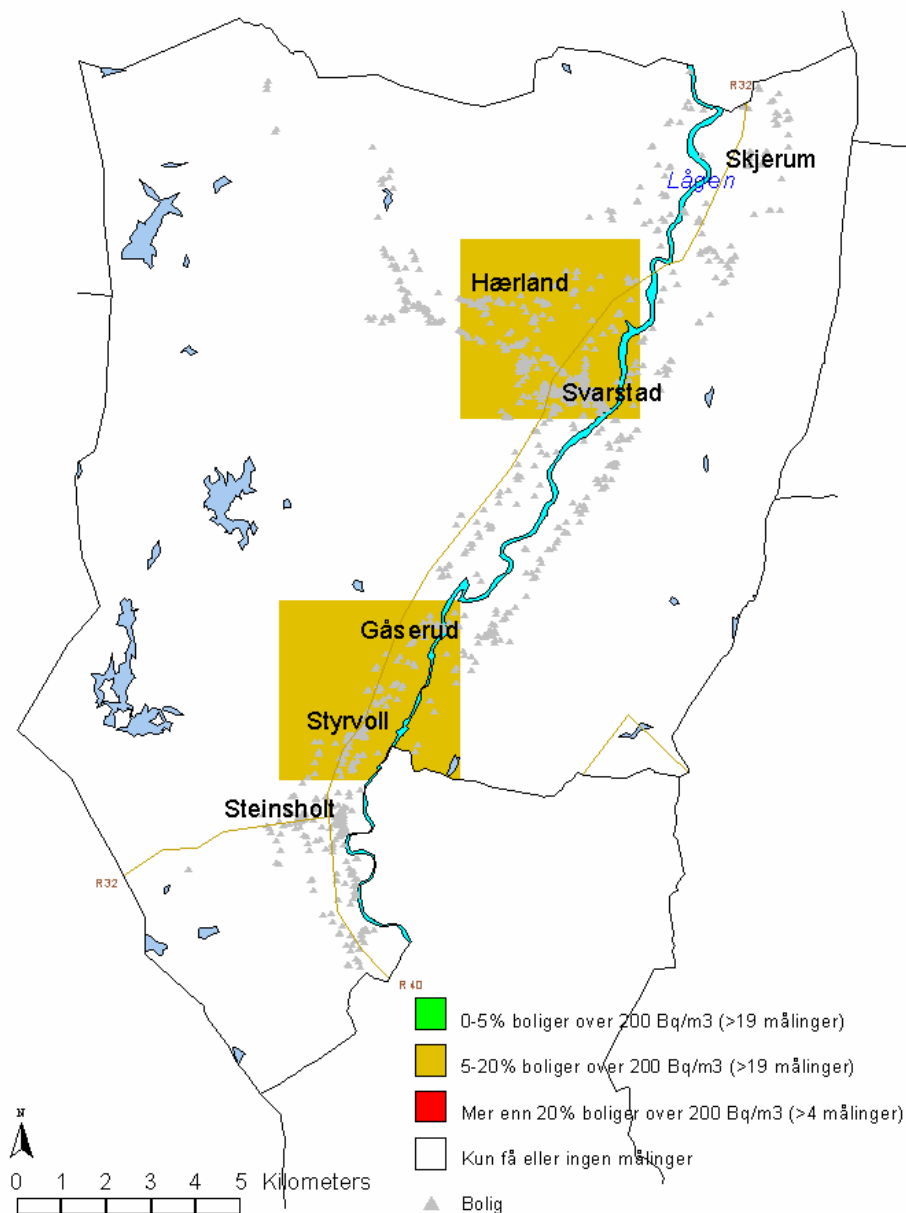 R32
Skjerum
Lågen
Hærland
Svarstad
Gåserud
Styrvoll
Steinsholt
R32
R 40
0-5% boliger over 200 Bq/m3 (>19 målinger)
5-20% boliger over 200 Bq/m3 (>19 målinger)
Mer enn 20% boliger over 200 Bq/m3 (>4 målinger)
Kun få eller ingen målinger
Bolig
N
0 1 2 3 4 5 Kilometers